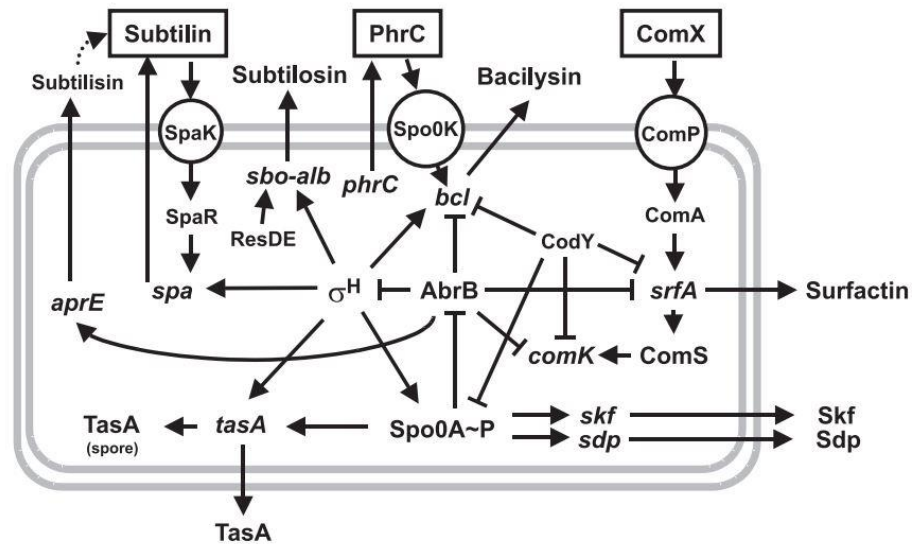 Subtilin
PhrC
ComX
Subtilisin
Subtilosin
Bacilysin
SpaK
Spo0K
ComP
sbo-alb
phrC
bcl
SpaR
ResDE
CodY
ComA
aprE
spa
σH
AbrB
srfA
Surfactin
comK
ComS
TasA
(spore)
tasA
Spo0A~P
skf
Skf
sdp
Sdp
TasA